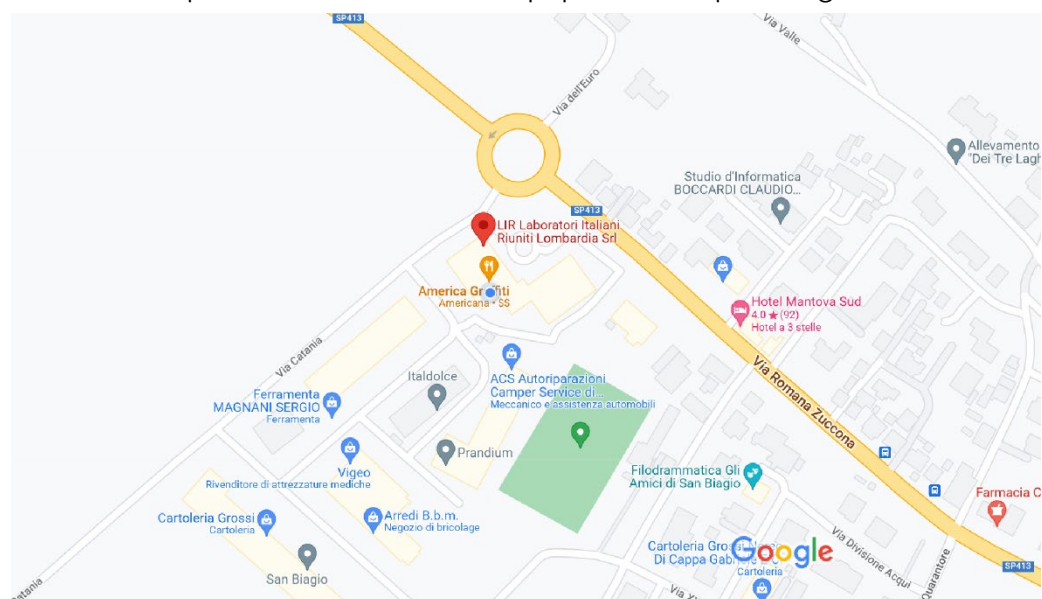 SP413
Via Valle
Via dell'Euro
Allevamento
"Dei Tre Lagh
Studio d'Informatica
BOCCARDI CLAUDIO...
SP413
LIR Laboratori Italiani
Riuniti Lombardia Srl
America Graffiti
Americana • $$
Hotel Mantova Sud
4.0 ★ (92)
Hotel a 3 stelle
Via Catania
Italdolce
ACS Autoriparazioni
Camper Service di...
Meccanico e assistenza automobili
Via Romana Zuccona
Ferramenta
MAGNANI SERGIO
Ferramenta
Prandium
Vigeo
Rivenditore di attrezzature mediche
Filodrammatica Gli
Amici di San Biagio
Farmacia C
Cartoleria Grossi
Cartoleria
Arredi B.b.m.
Negozio di bricolage
San Biagio
Cartoleria Grossi
Di Cappa Gabri
Cartoleria
Google
Via Divisione Acqui
Quarantore
SP413
Catania